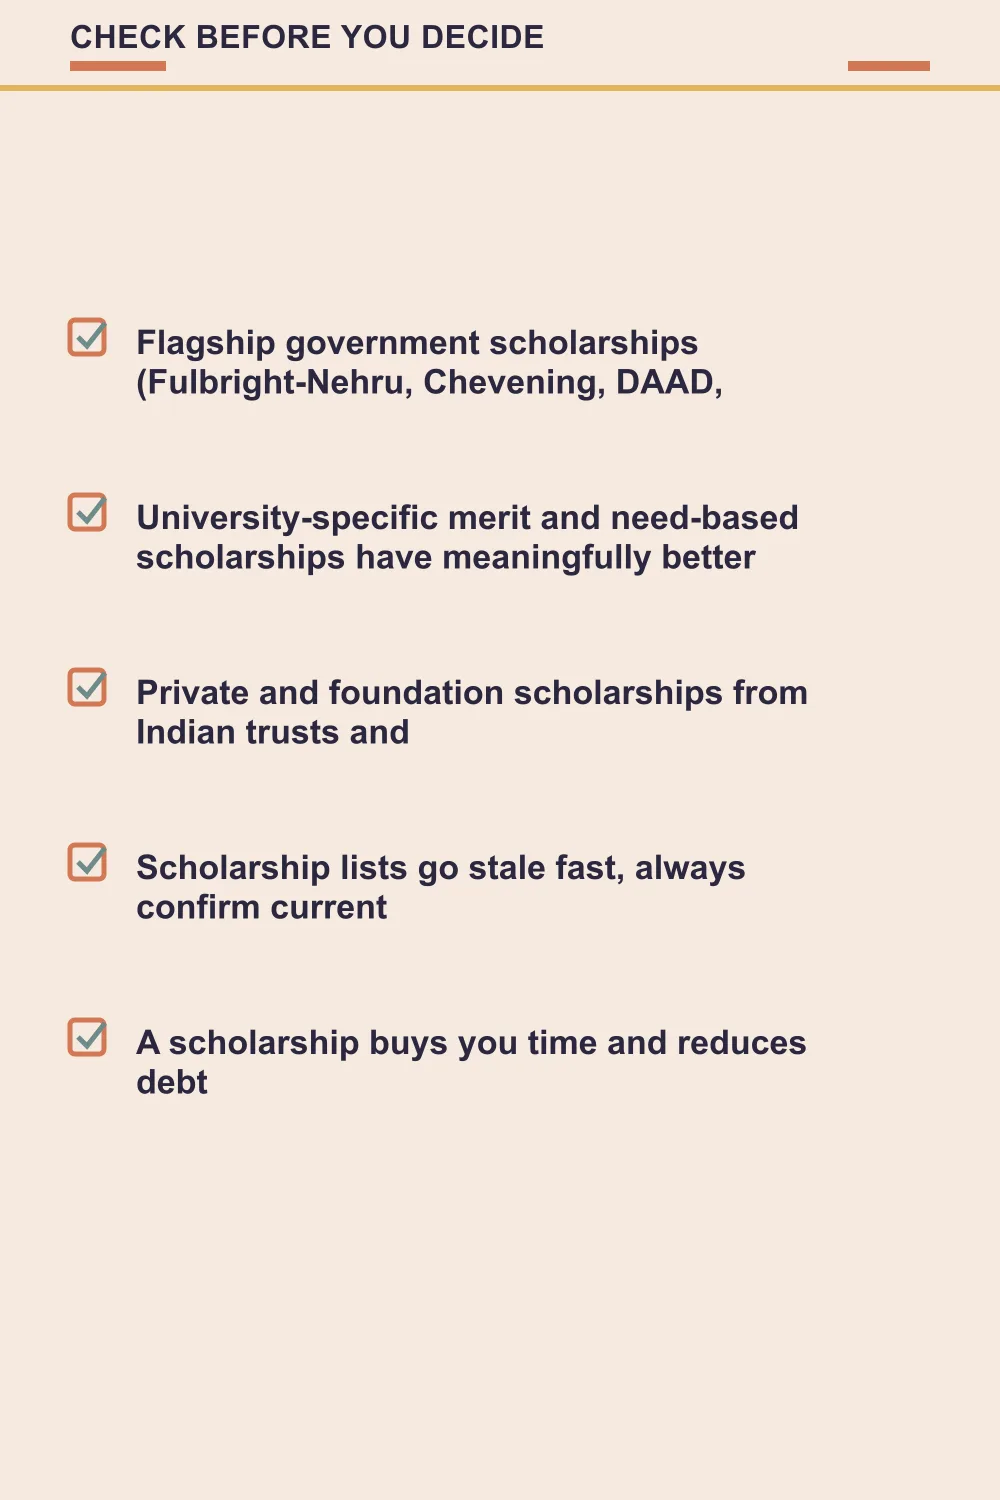 CHECK BEFORE YOU DECIDE
Flagship government scholarships
(Fulbright-Nehru, Chevening, DAAD,
University-specific merit and need-based
scholarships have meaningfully better
Private and foundation scholarships from
Indian trusts and
Scholarship lists go stale fast, always
confirm current
A scholarship buys you time and reduces
debt